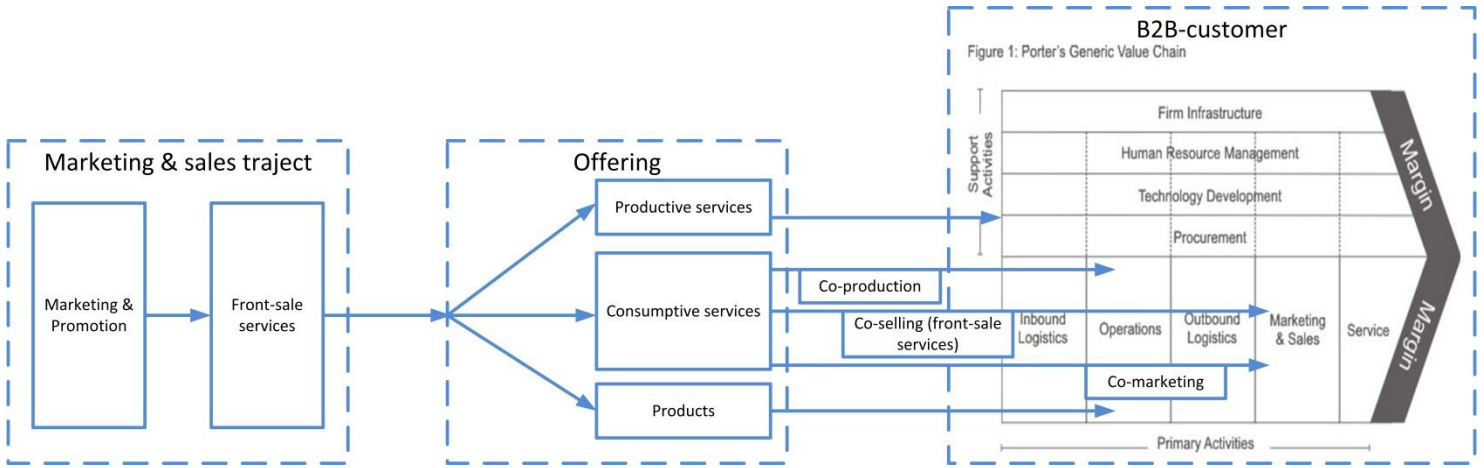 B2B-customer
Figure 1: Porter's Generic Value Chain
Marketing & sales traject
Marketing &
Promotion
Front-sale
services
Offering
Productive services
Consumptive services
Products
Co-production
Co-selling (front-sale
services)
Co-marketing
Support
Activities
Firm Infrastructure
Human Resource Management
Technology Development
Procurement
Inbound
Logistics
Operations
Outbound
Logistics
Marketing
& Sales
Service
Margin
Margin
Primary Activities